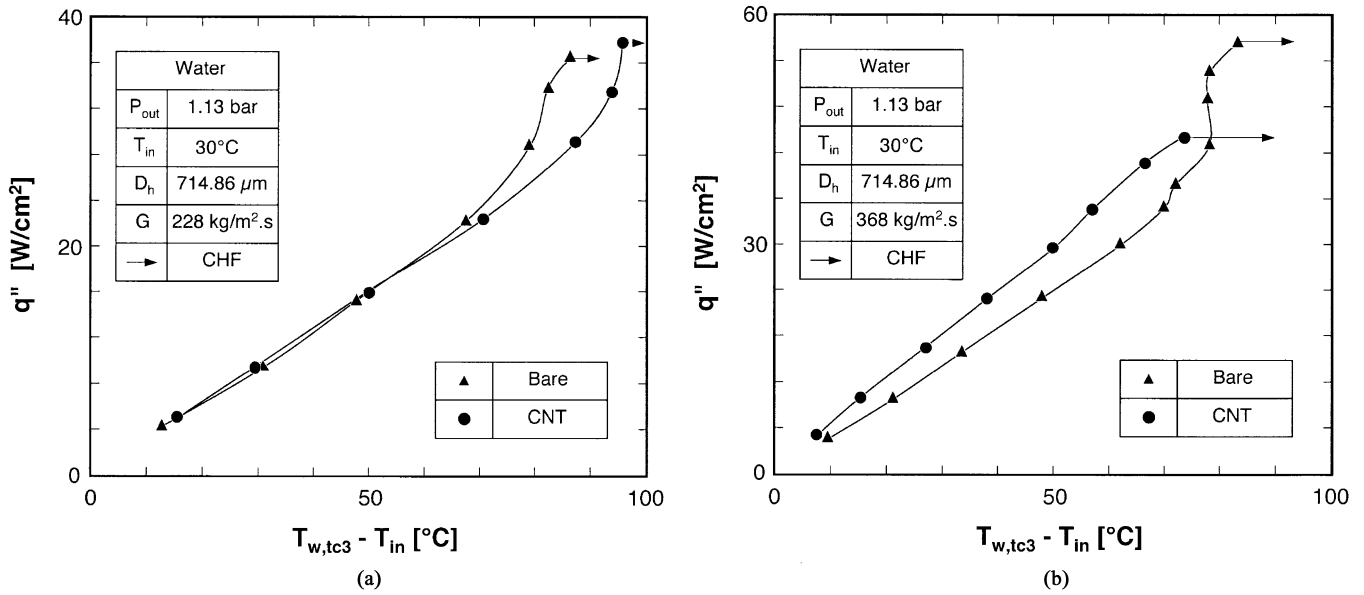 40
20
0
q" [W/cm²]
Water
P_out 1.13 bar
T_in 30°C
D_h 714.86 μm
G 228 kg/m².s
CHF
Bare
CNT
0 50 100
T_w,tc3 - T_in [°C]
(a)
60
30
0
q" [W/cm²]
Water
P_out 1.13 bar
T_in 30°C
D_h 714.86 μm
G 368 kg/m².s
CHF
Bare
CNT
0 50 100
T_w,tc3 - T_in [°C]
(b)